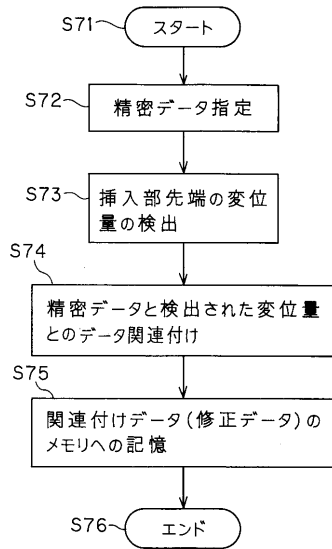 S71
スタート
S72
精密データ指定
S73
挿入部先端の変位
量の検出
S74
精密データと検出された変位量
とのデータ関連付け
S75
関連付けデータ(修正データ)の
メモリへの記憶
S76
エンド